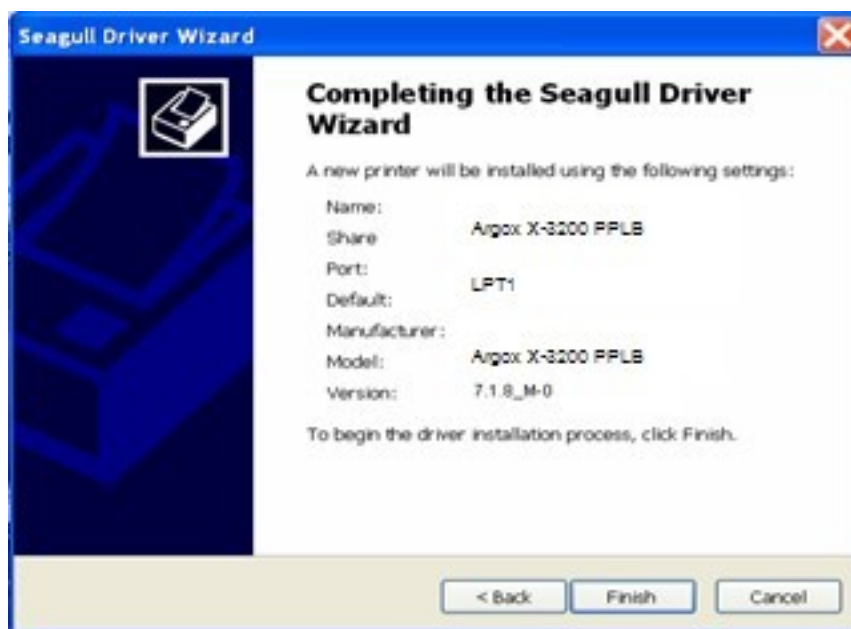 Seagull Driver Wizard
Completing the Seagull Driver
Wizard
A new printer will be installed using the following settings:
Name:
Argox X-3200 PPLB
Share
Port:
LPT1
Default:
Manufacturer:
Model: Argox X-3200 PPLB
Version: 7.1.8_M-0
To begin the driver installation process, click Finish.
< Back Finish Cancel